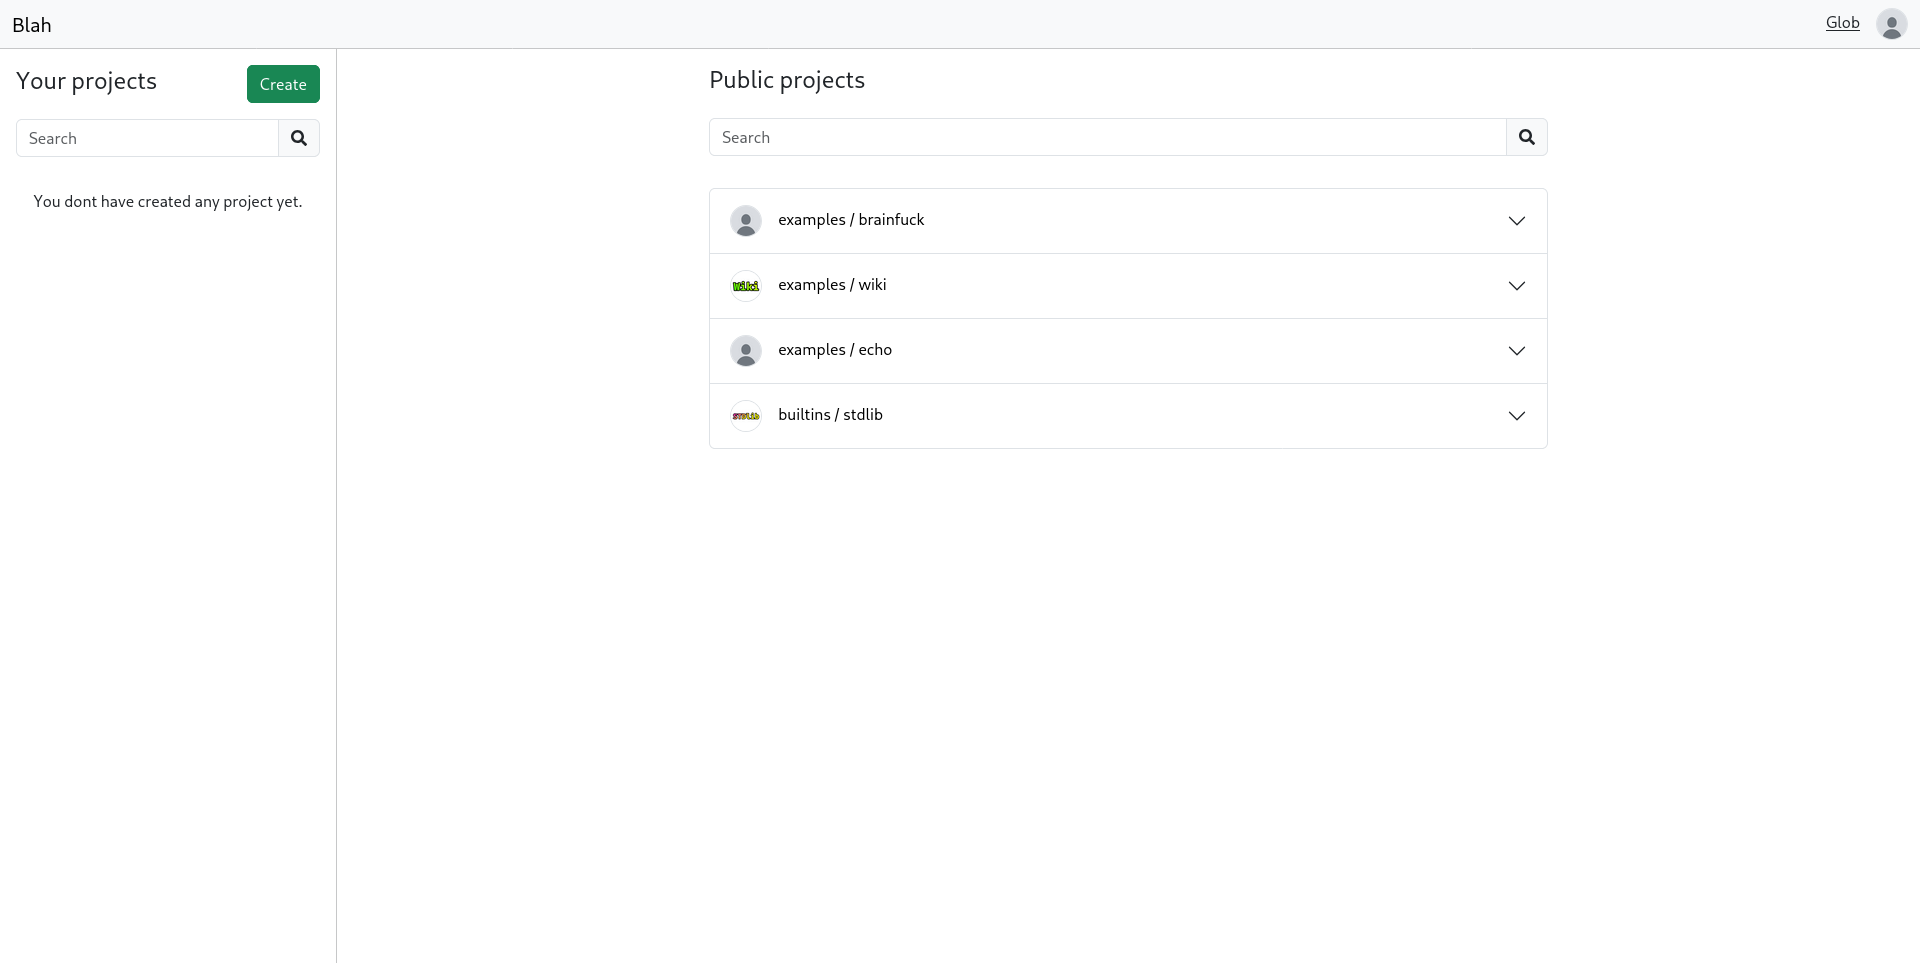 Blah
Glob
Your projects
Create
Search
You dont have created any project yet.
Public projects
Search
examples / brainfuck
Wiki
examples / wiki
examples / echo
STDLib
builtins / stdlib